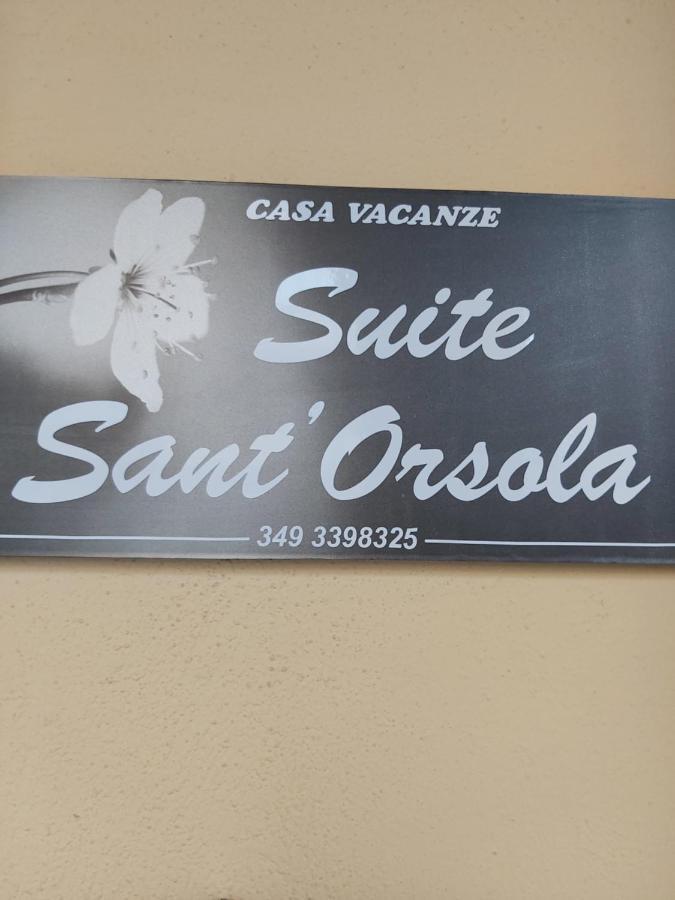 CASA VACANZE
Suite
Sant'Orsola
349 3398325